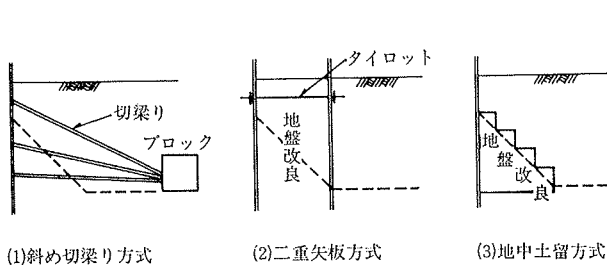 切梁り
ブロック
(1)斜め切梁り方式
タイロット
地盤改良
(2)二重矢板方式
地盤改良
(3)地中土留方式